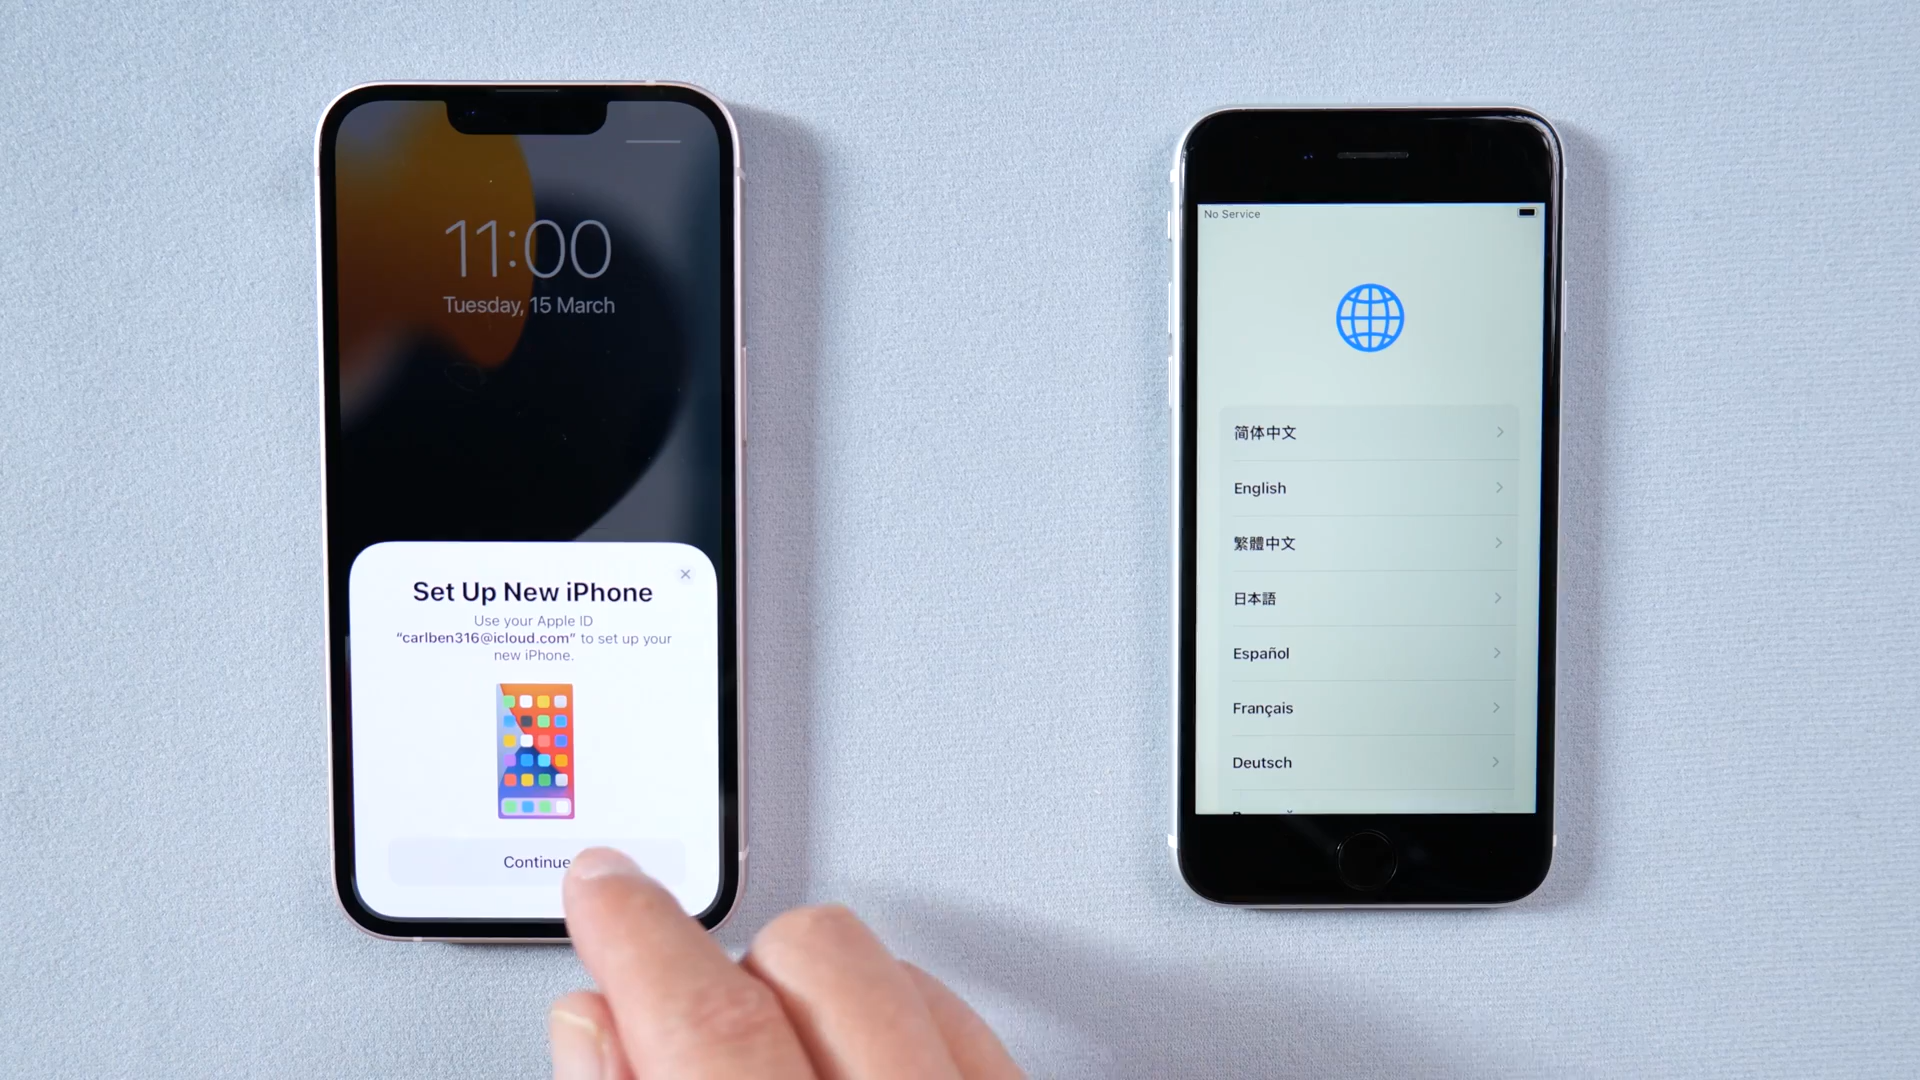 11:00
Tuesday, 15 March
Set Up New iPhone
Use your Apple ID
“carlben316@icloud.com” to set up your
new iPhone.
Continue
No Service
简体中文
English
繁體中文
日本語
Español
Français
Deutsch